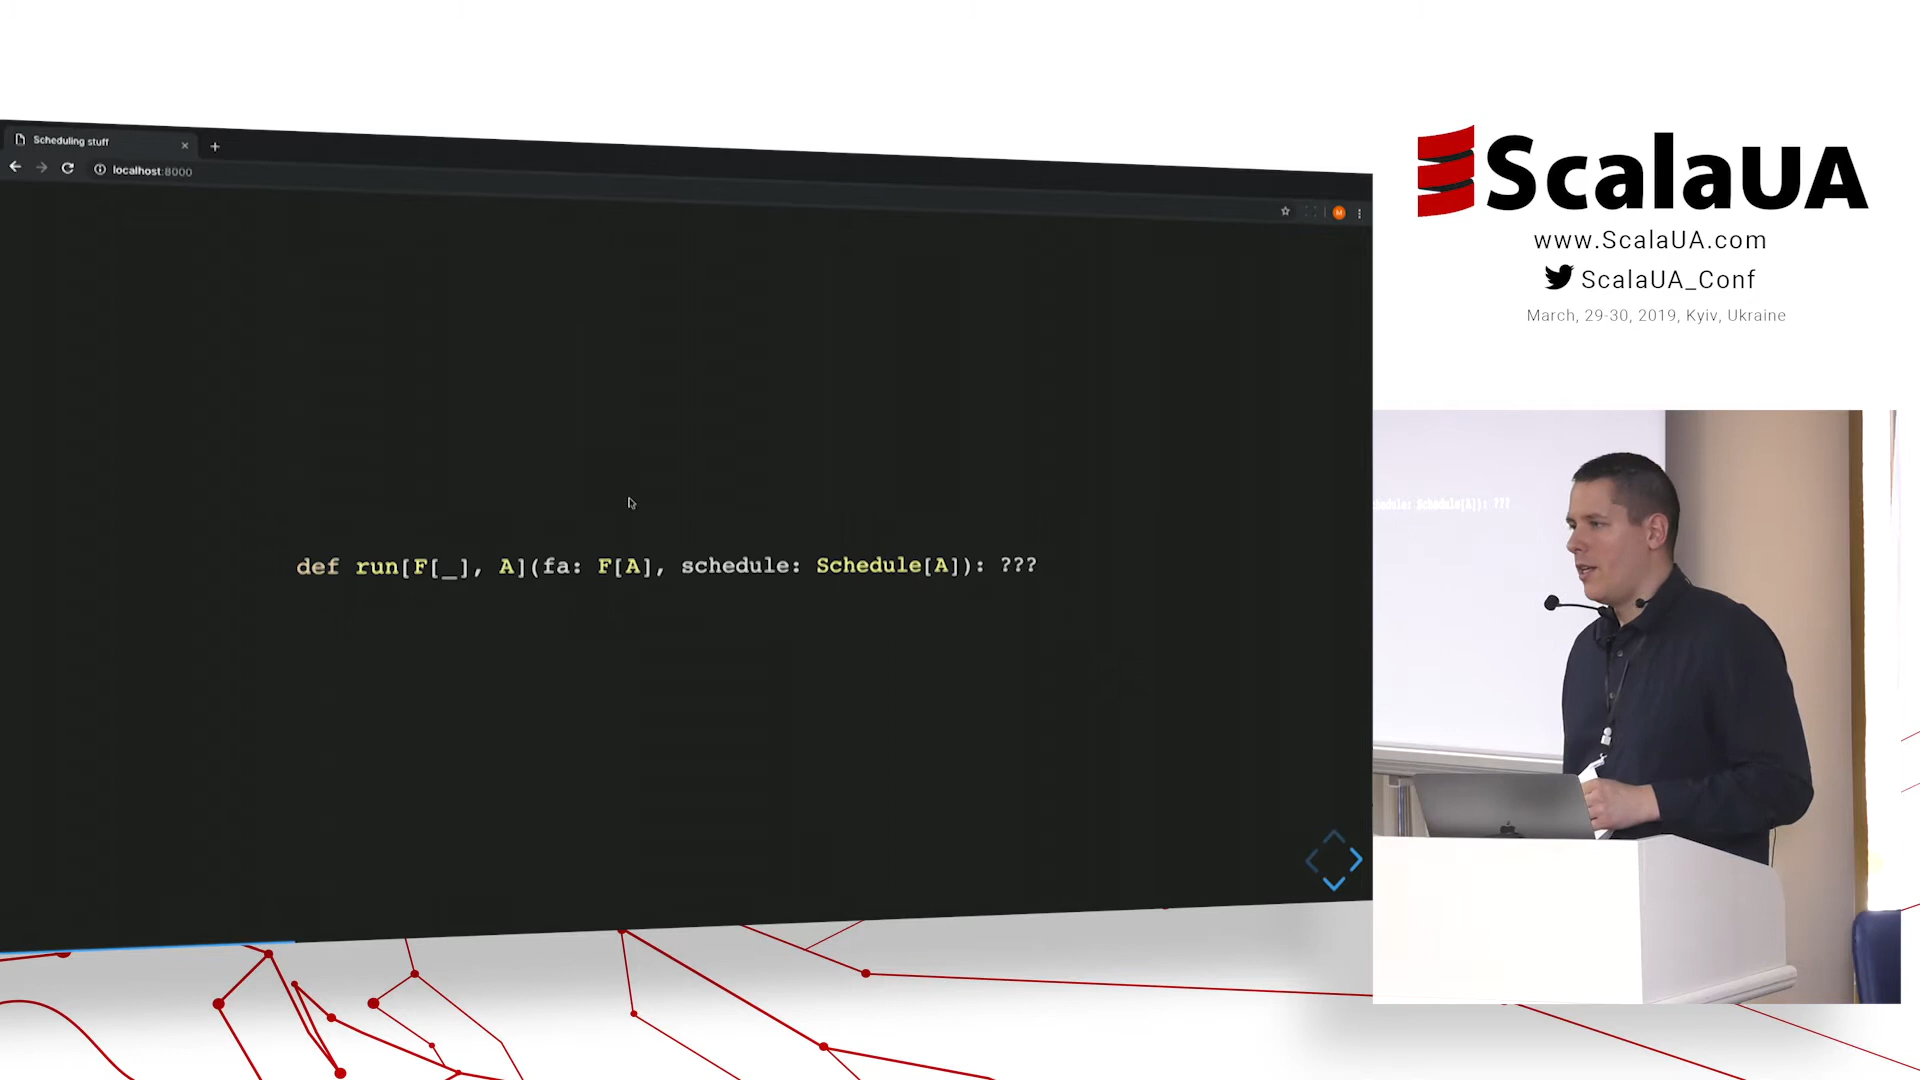 Scheduling stuff
localhost:8000
M
def run[F[_], A](fa: F[A], schedule: Schedule[A]): ???
ScalaUA
www.ScalaUA.com
ScalaUA_Conf
March, 29-30, 2019, Kyiv, Ukraine
Schedule[A]): ???